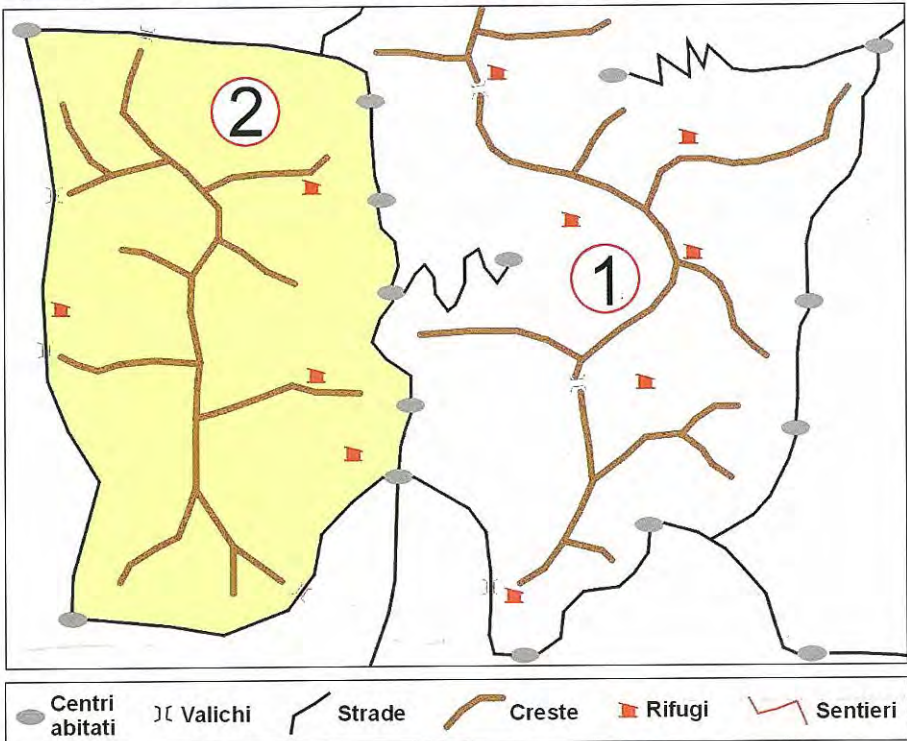 2
1
Centri abitati
Valichi
Strade
Creste
Rifugi
Sentieri